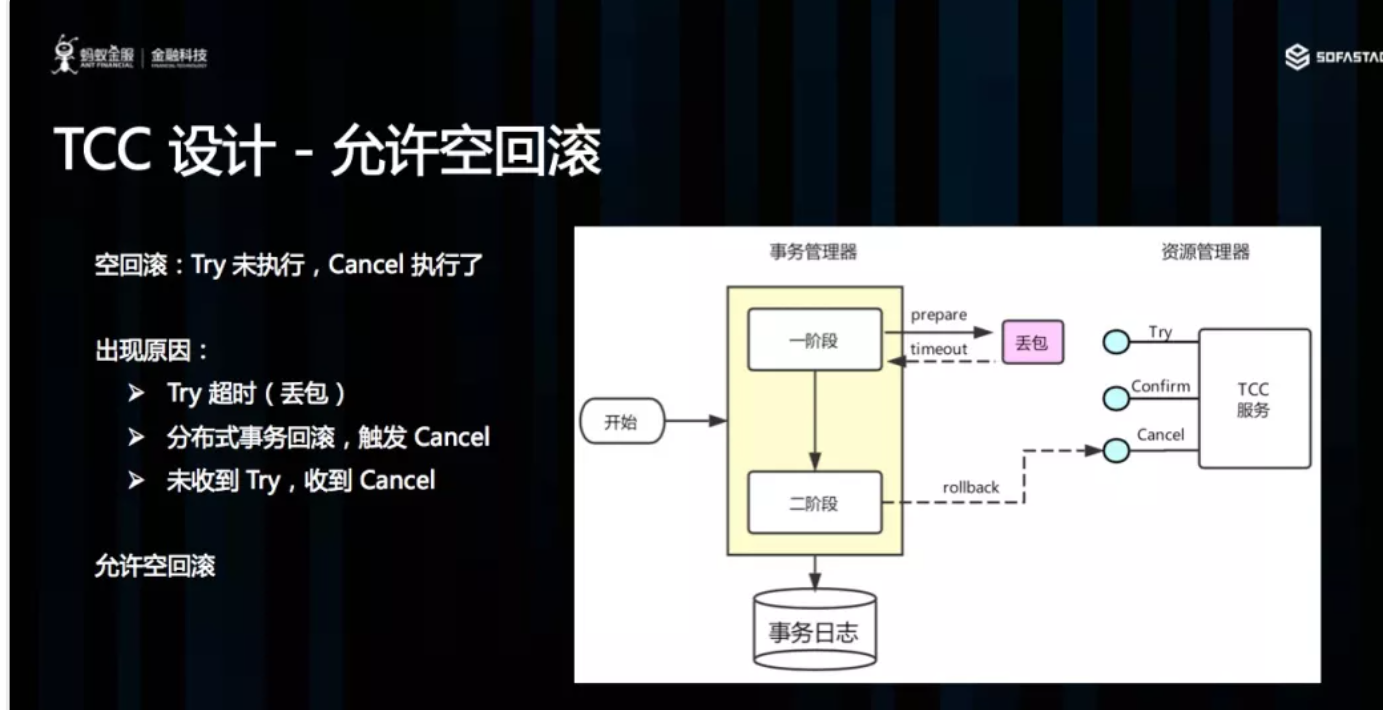 蚂蚁金服 金融科技
ANT FINANCIAL
SOFASTAC
TCC 设计 - 允许空回滚
空回滚：Try 未执行，Cancel 执行了
出现原因：
➤ Try 超时（丢包）
➤ 分布式事务回滚，触发 Cancel
➤ 未收到 Try，收到 Cancel
允许空回滚
事务管理器
资源管理器
开始
一阶段
prepare
timeout
丢包
二阶段
rollback
事务日志
Try
Confirm
Cancel
TCC
服务